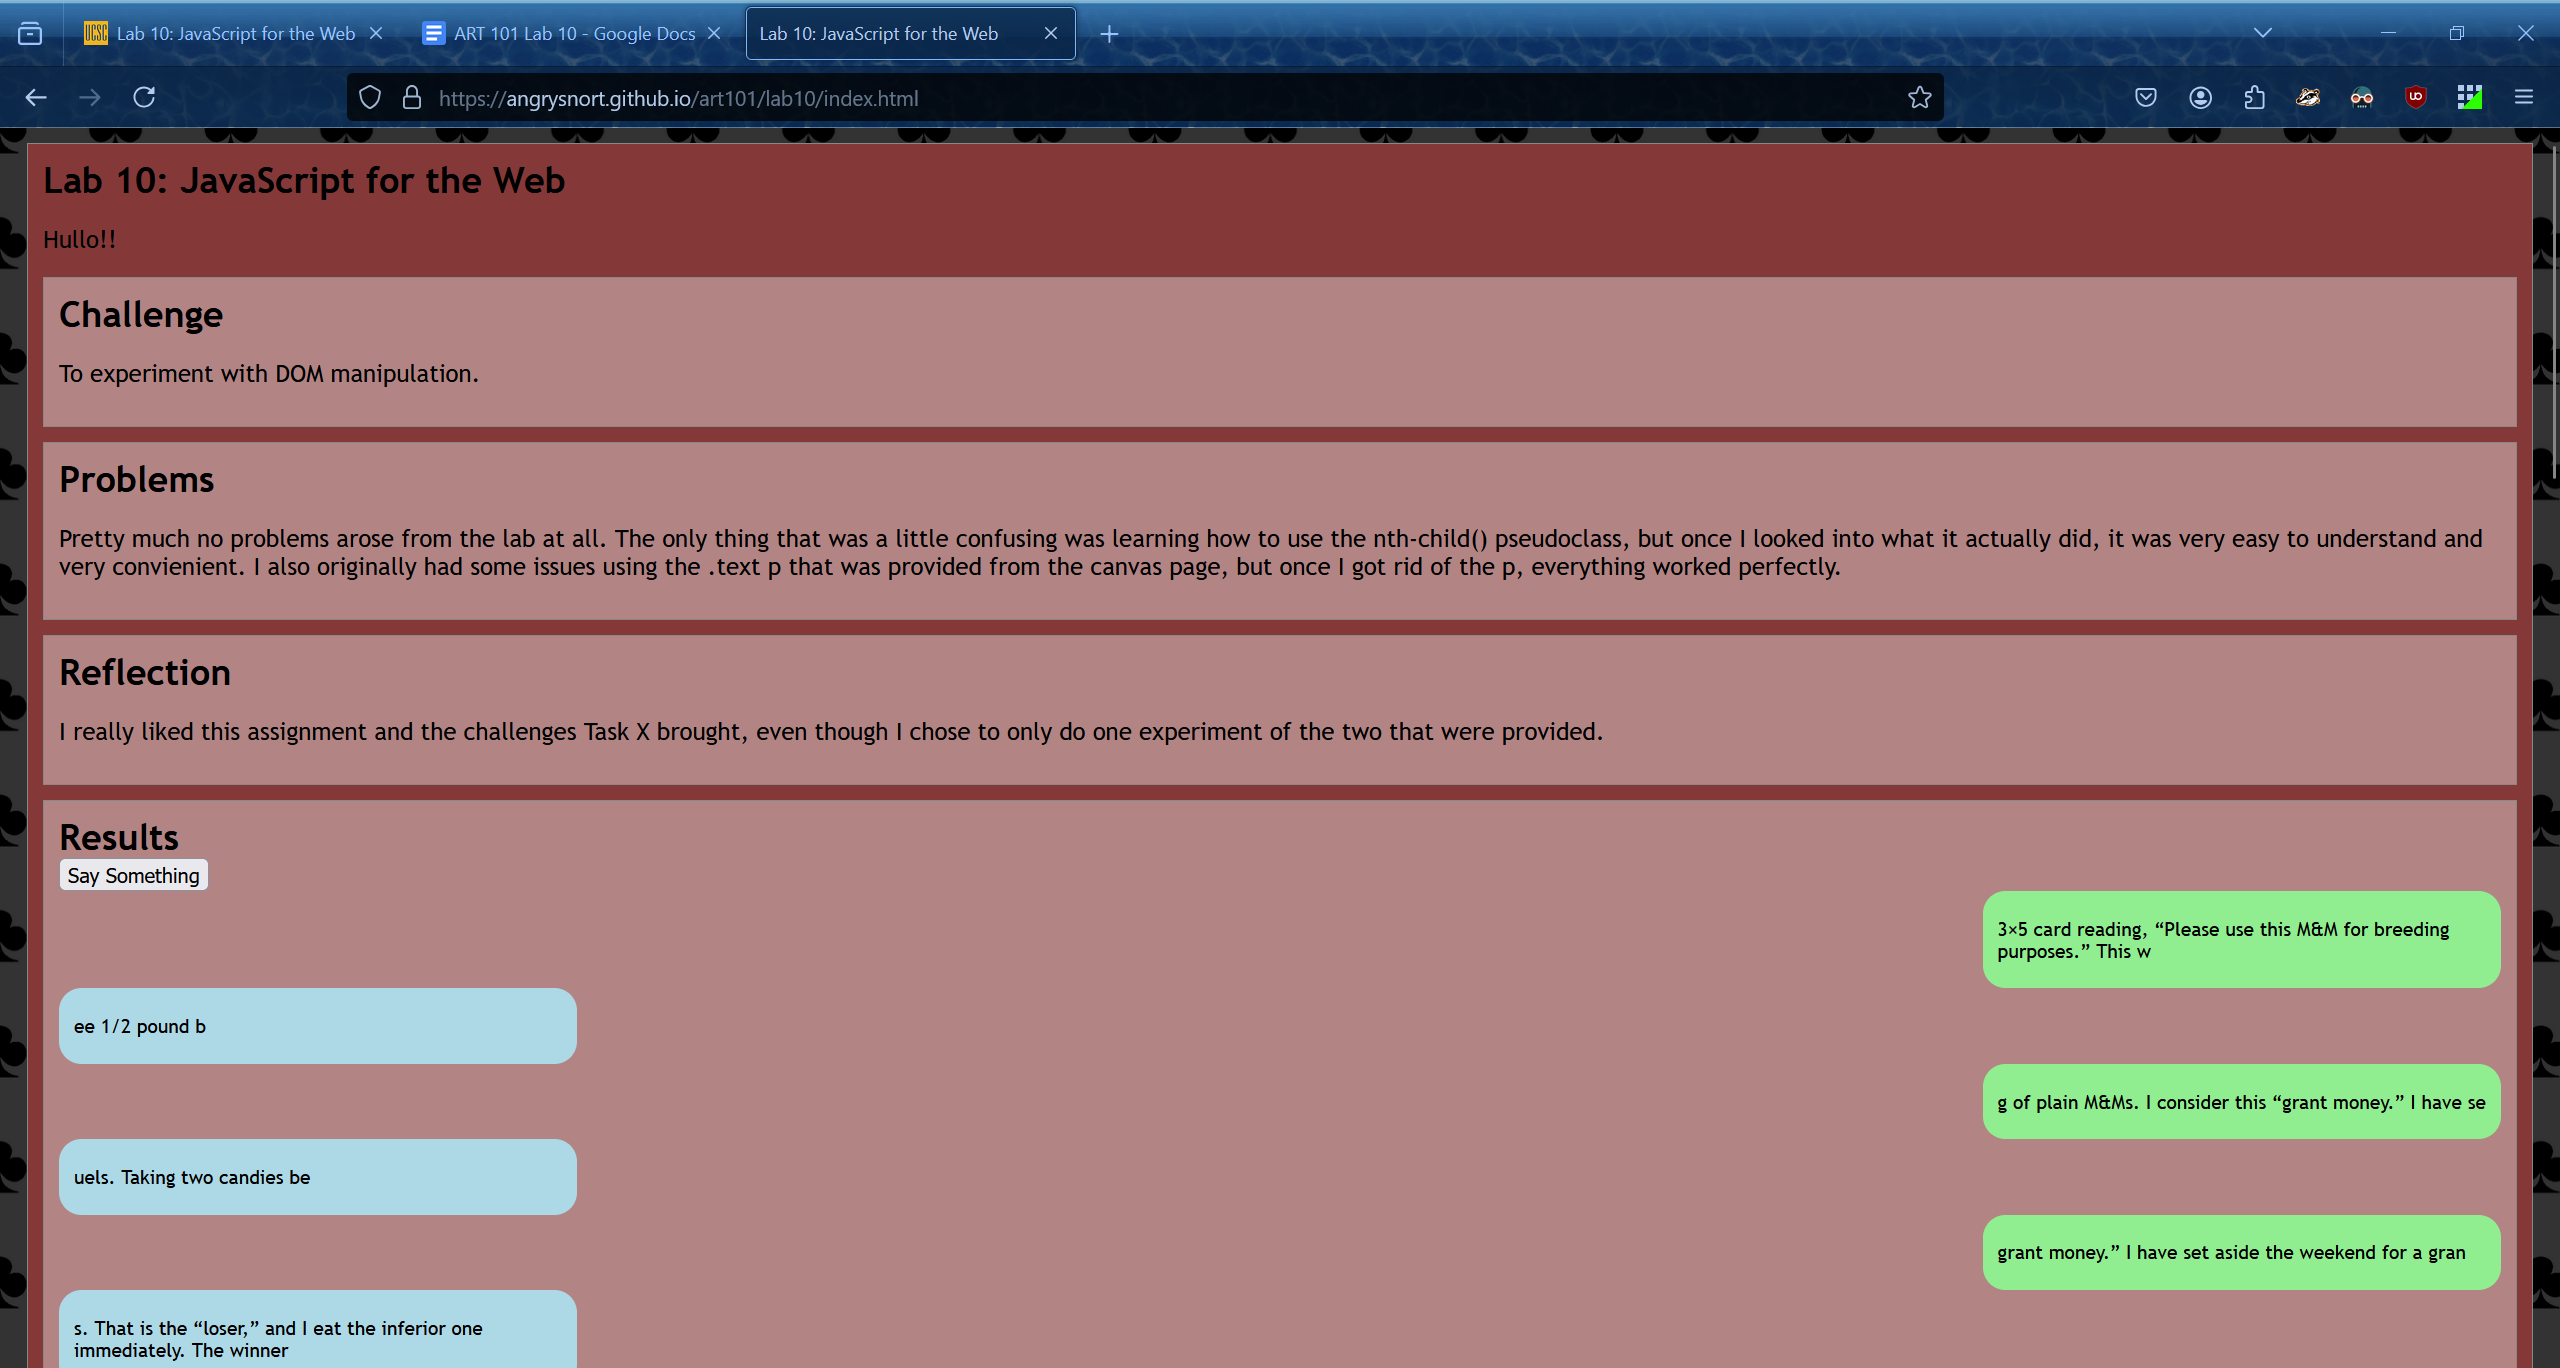 UCSC
Lab 10: JavaScript for the Web
ART 101 Lab 10 - Google Docs
Lab 10: JavaScript for the Web
https://angrysnort.github.io/art101/lab10/index.html
Lab 10: JavaScript for the Web
Hullo!!
Challenge
To experiment with DOM manipulation.
Problems
Pretty much no problems arose from the lab at all. The only thing that was a little confusing was learning how to use the nth-child() pseudoclass, but once I looked into what it actually did, it was very easy to understand and
very convienient. I also originally had some issues using the .text p that was provided from the canvas page, but once I got rid of the p, everything worked perfectly.
Reflection
I really liked this assignment and the challenges Task X brought, even though I chose to only do one experiment of the two that were provided.
Results
Say Something
3×5 card reading, “Please use this M&M for breeding
purposes.” This w
ee 1/2 pound b
g of plain M&Ms. I consider this “grant money.” I have se
uels. Taking two candies be
grant money.” I have set aside the weekend for a gran
s. That is the “loser,” and I eat the inferior one
immediately. The winner